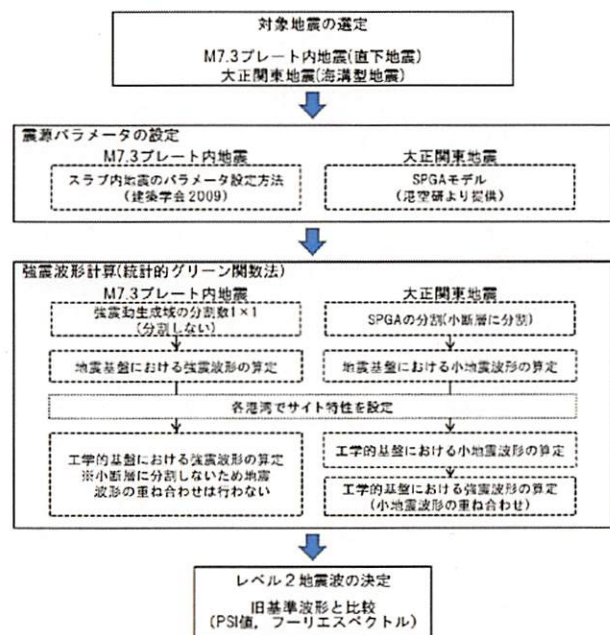 対象地震の選定
M7.3プレート内地震(直下地震)
大正関東地震(海溝型地震)
震源パラメータの設定
M7.3プレート内地震
スラブ内地震のパラメータ設定方法
(建築学会2009)
大正関東地震
SPGAモデル
(港空研より提供)
強震波形計算(統計的グリーン関数法)
M7.3プレート内地震
大正関東地震
強震動生成域の分割数1×1
(分割しない)
SPGAの分割(小断層に分割)
地震基盤における強震波形の算定
地震基盤における小地震波形の算定
各港湾でサイト特性を設定
工学的基盤における強震波形の算定
※小断層に分割しないため地震
波形の重ね合わせは行わない
工学的基盤における小地震波形の算定
工学的基盤における強震波形の算定
(小地震波形の重ね合わせ)
レベル2地震波の決定
旧基準波形と比較
(PSI値, フーリエスペクトル)